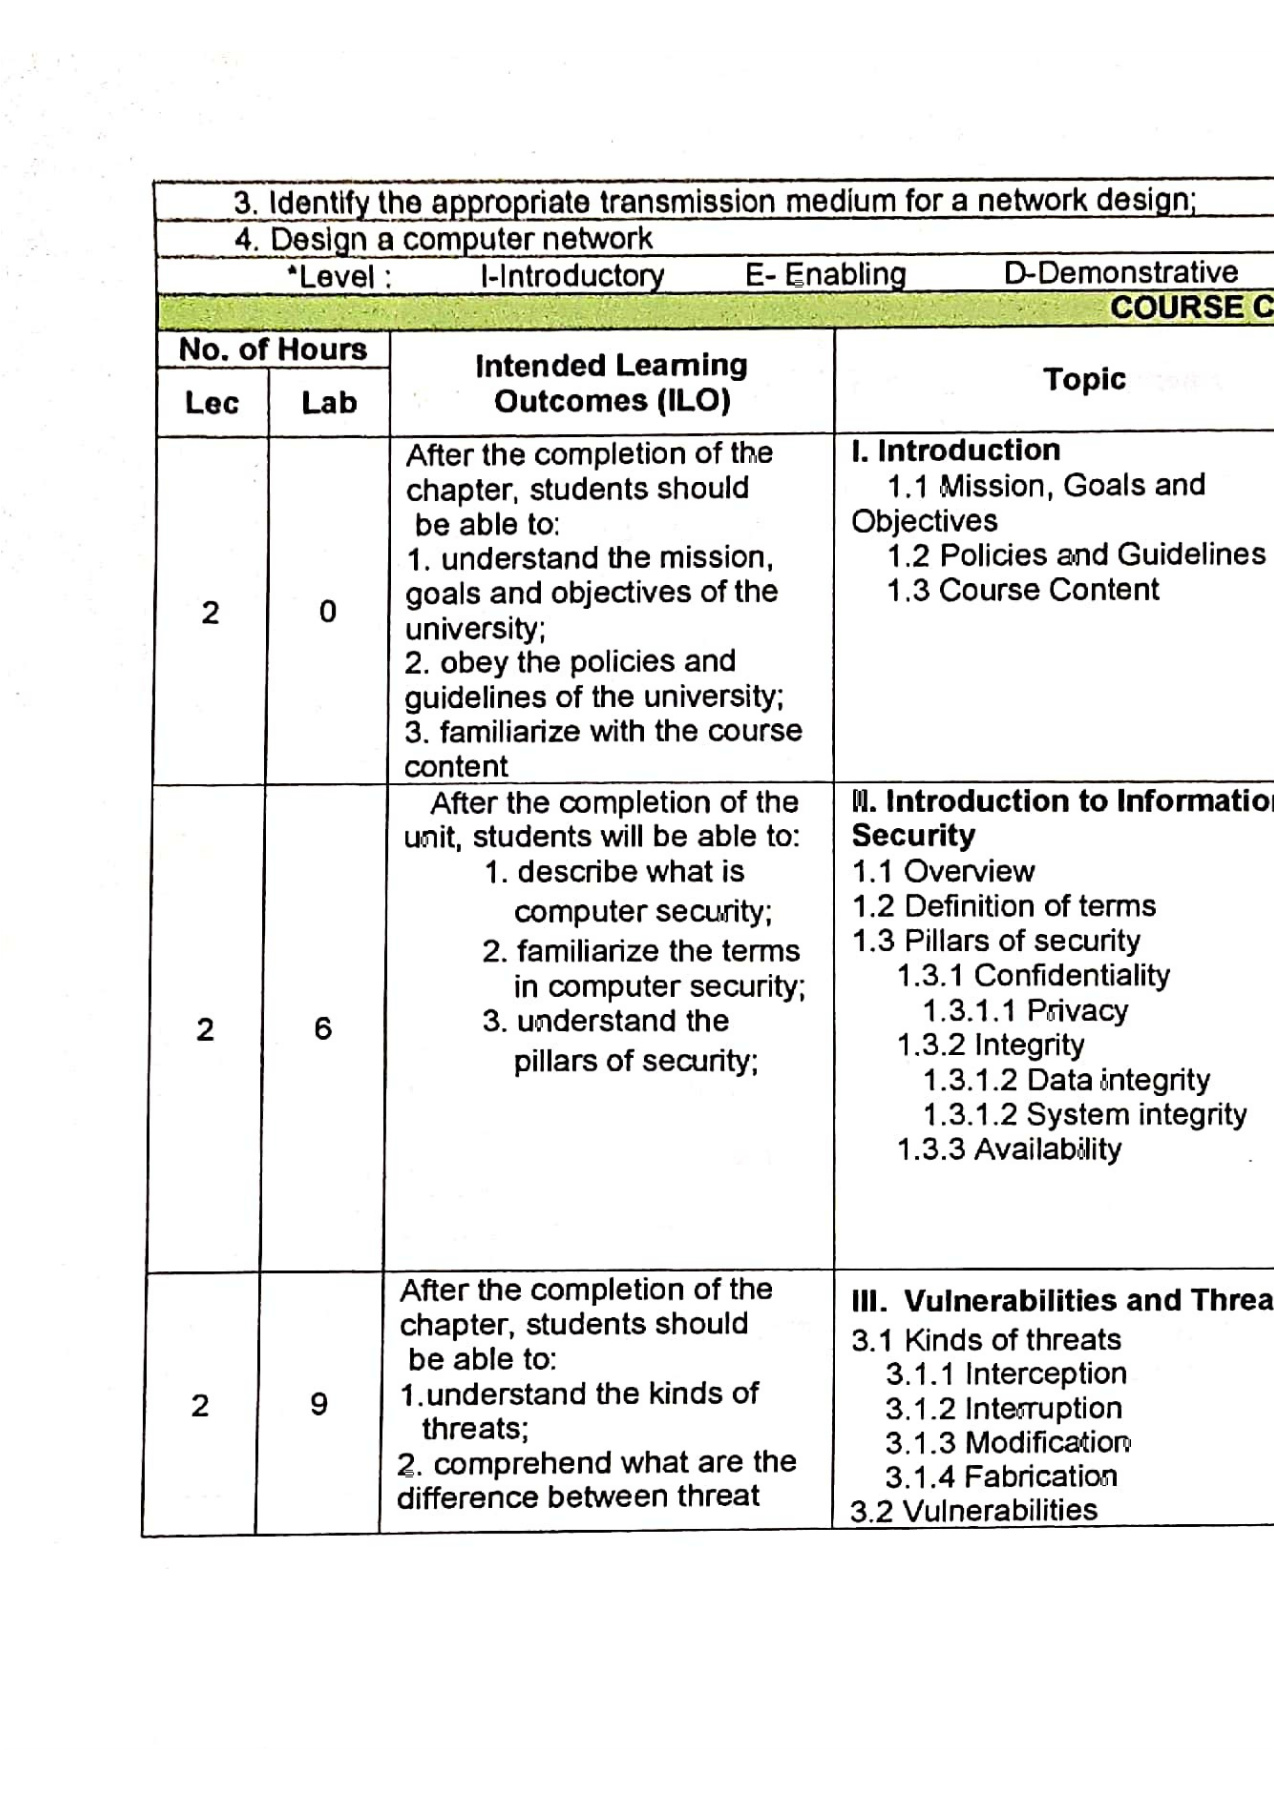 3. Identify the appropriate transmission medium for a network design;
4. Design a computer network
*Level :  I-Introductory  E- Enabling  D-Demonstrative
COURSE C
No. of Hours
Lec
Lab
Intended Learning
Outcomes (ILO)
Topic
2
0
After the completion of the
chapter, students should
be able to:
1. understand the mission,
goals and objectives of the
university;
2. obey the policies and
guidelines of the university;
3. familiarize with the course
content
I. Introduction
1.1 Mission, Goals and
Objectives
1.2 Policies and Guidelines
1.3 Course Content
2
6
After the completion of the
unit, students will be able to:
1. describe what is
computer security;
2. familiarize the terms
in computer security;
3. understand the
pillars of security;
II. Introduction to Information
Security
1.1 Overview
1.2 Definition of terms
1.3 Pillars of security
1.3.1 Confidentiality
1.3.1.1 Privacy
1.3.2 Integrity
1.3.1.2 Data integrity
1.3.1.2 System integrity
1.3.3 Availability
2
9
After the completion of the
chapter, students should
be able to:
1.understand the kinds of
threats;
2. comprehend what are the
difference between threat
III. Vulnerabilities and Threa
3.1 Kinds of threats
3.1.1 Interception
3.1.2 Interruption
3.1.3 Modification
3.1.4 Fabrication
3.2 Vulnerabilities